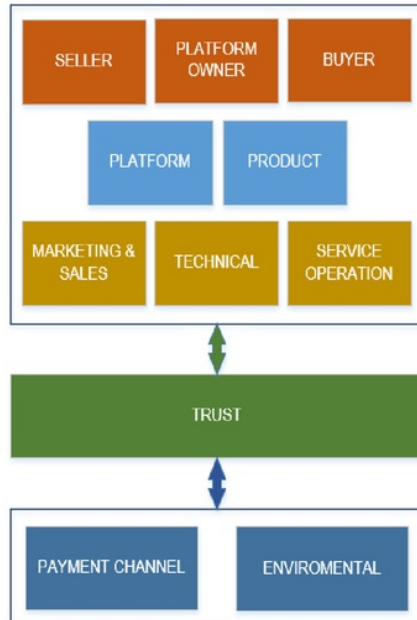 SELLER
PLATFORM
OWNER
BUYER
PLATFORM
PRODUCT
MARKETING &
SALES
TECHNICAL
SERVICE
OPERATION
TRUST
PAYMENT CHANNEL
ENVIROMENTAL